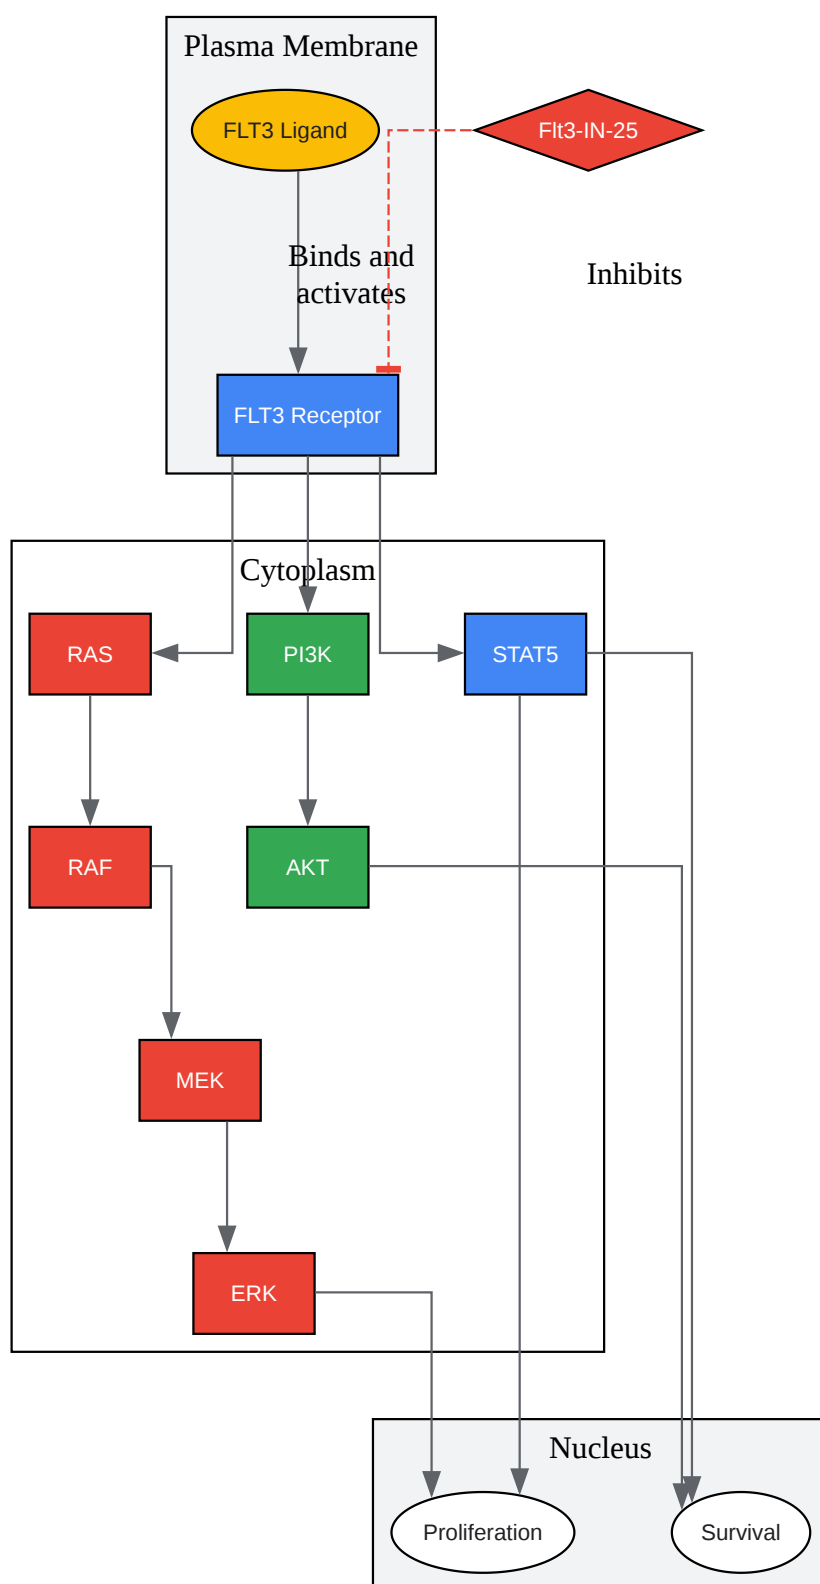 Plasma Membrane
FLT3 Ligand
Flt3-IN-25
Binds and
activates
Inhibits
FLT3 Receptor
Cytoplasm
RAS
PI3K
STAT5
RAF
AKT
MEK
ERK
Nucleus
Proliferation
Survival